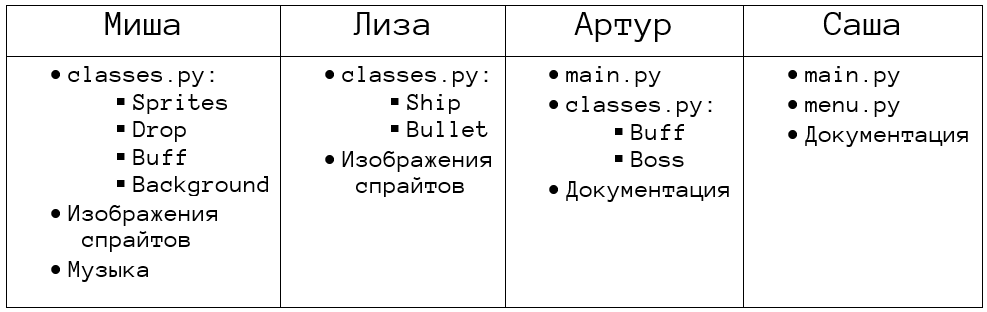 Миша
Лиза
Артур
Саша
• classes.py:
▪ Sprites
▪ Drop
▪ Buff
▪ Background
• Изображения
спрайтов
• Музыка
• classes.py:
▪ Ship
▪ Bullet
• Изображения
спрайтов
• main.py
• classes.py:
▪ Buff
▪ Boss
• Документация
• main.py
• menu.py
• Документация